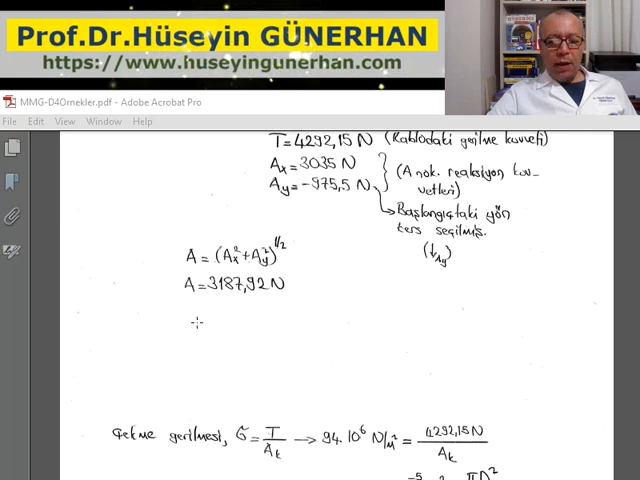 Prof.Dr.Hüseyin GÜNERHAN
https://www.huseyingunerhan.com
MMG-D4Ornekler.pdf - Adobe Acrobat Pro
File Edit View Window Help
T=4292,15 N (Kablodaki gerilme kuvveti)
Ax=3035 N
Ay=-975,5 N
(A nok. reaksiyon kuv-
vetleri)
Başlangıçtaki yön
ters seçilmiş.
(↓Ay)
A = (Ax²+Ay²)^1/2
A=3187,92 N
Çekme gerilmesi, σ = T/Ak → 94.10⁶ N/m² = 4292,15 N/Ak